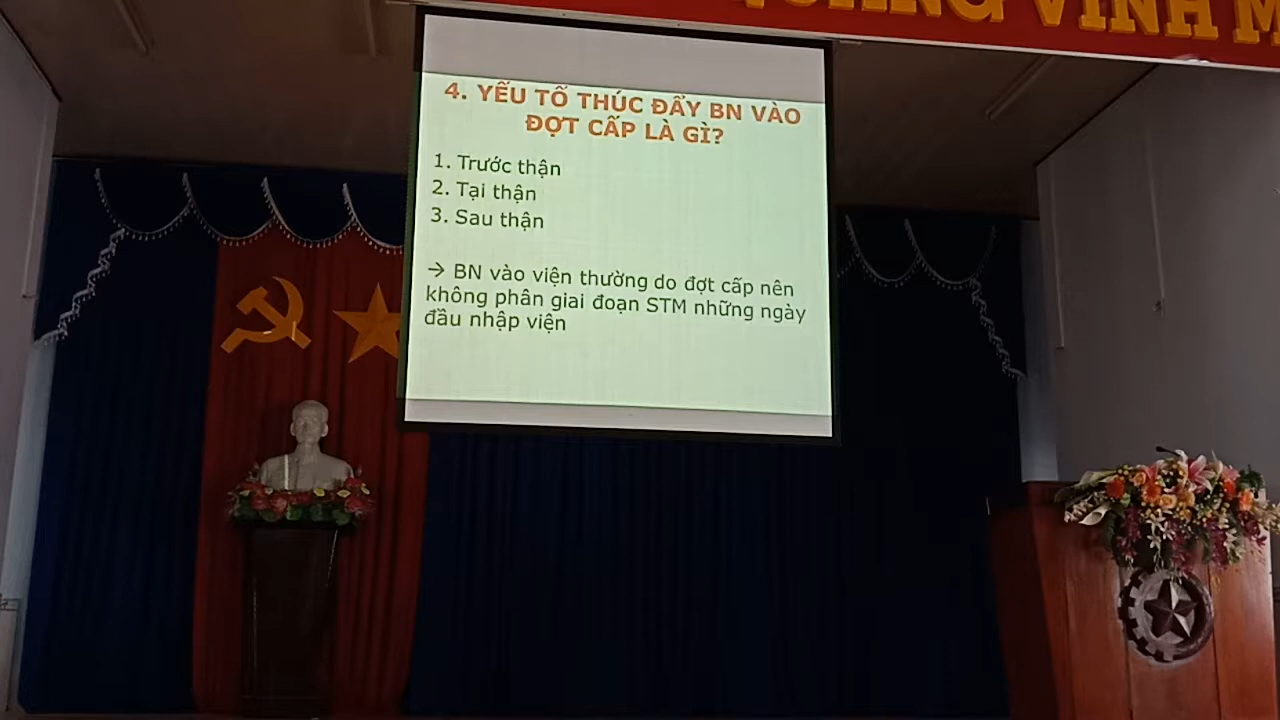 QUANG VINH M
4. YẾU TỐ THÚC ĐẨY BN VÀO
ĐỢT CẤP LÀ GÌ?
1. Trước thận
2. Tại thận
3. Sau thận
→ BN vào viện thường do đợt cấp nên
không phân giai đoạn STM những ngày
đầu nhập viện